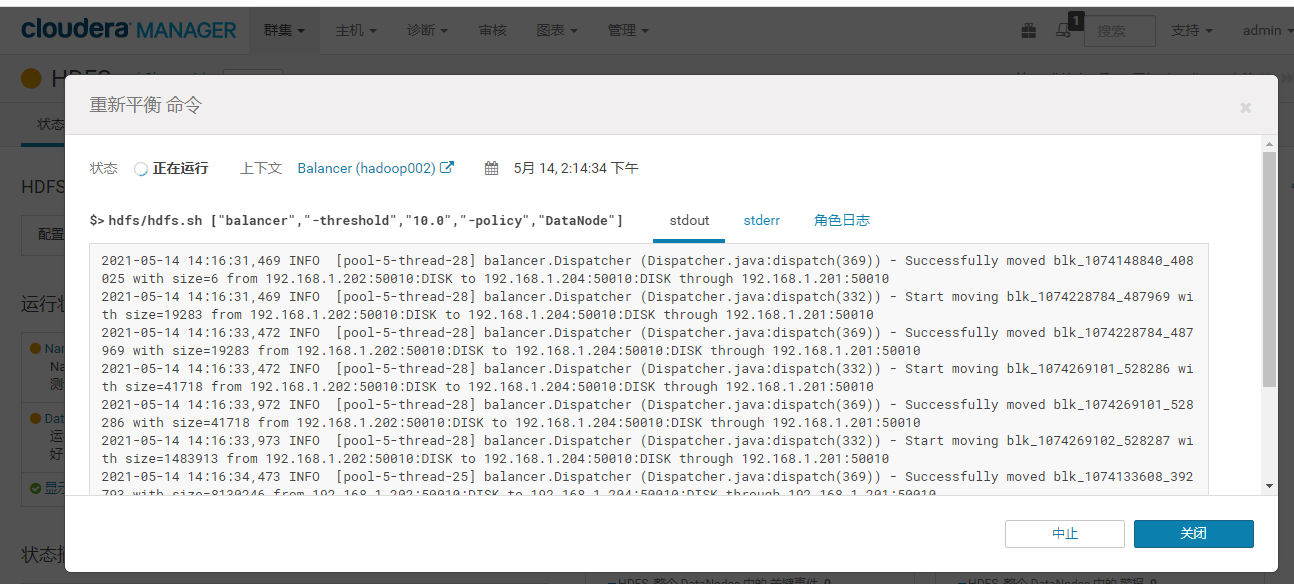 cloudera MANAGER 群集 主机 诊断 审核 图表 管理 1 搜索 支持 admin
HDFS
状态
重新平衡 命令 ×
状态 正在运行 上下文 Balancer (hadoop002) 5月 14, 2:14:34 下午
HDFS
配置
$> hdfs/hdfs.sh ["balancer","-threshold","10.0","-policy","DataNode"] stdout stderr 角色日志
2021-05-14 14:16:31,469 INFO  [pool-5-thread-28] balancer.Dispatcher (Dispatcher.java:dispatch(369)) - Successfully moved blk_1074148840_408
025 with size=6 from 192.168.1.202:50010:DISK to 192.168.1.204:50010:DISK through 192.168.1.201:50010
2021-05-14 14:16:31,469 INFO  [pool-5-thread-28] balancer.Dispatcher (Dispatcher.java:dispatch(332)) - Start moving blk_1074228784_487969 wi
th size=19283 from 192.168.1.202:50010:DISK to 192.168.1.204:50010:DISK through 192.168.1.201:50010
2021-05-14 14:16:33,472 INFO  [pool-5-thread-28] balancer.Dispatcher (Dispatcher.java:dispatch(369)) - Successfully moved blk_1074228784_487
969 with size=19283 from 192.168.1.202:50010:DISK to 192.168.1.204:50010:DISK through 192.168.1.201:50010
2021-05-14 14:16:33,472 INFO  [pool-5-thread-28] balancer.Dispatcher (Dispatcher.java:dispatch(332)) - Start moving blk_1074269101_528286 wi
th size=41718 from 192.168.1.202:50010:DISK to 192.168.1.204:50010:DISK through 192.168.1.201:50010
2021-05-14 14:16:33,972 INFO  [pool-5-thread-28] balancer.Dispatcher (Dispatcher.java:dispatch(369)) - Successfully moved blk_1074269101_528
286 with size=41718 from 192.168.1.202:50010:DISK to 192.168.1.204:50010:DISK through 192.168.1.201:50010
2021-05-14 14:16:33,973 INFO  [pool-5-thread-28] balancer.Dispatcher (Dispatcher.java:dispatch(332)) - Start moving blk_1074269102_528287 wi
th size=1483913 from 192.168.1.202:50010:DISK to 192.168.1.204:50010:DISK through 192.168.1.201:50010
2021-05-14 14:16:34,473 INFO  [pool-5-thread-25] balancer.Dispatcher (Dispatcher.java:dispatch(369)) - Successfully moved blk_1074133608_392
793 with size=8130246 from 192.168.1.202:50010:DISK to 192.168.1.204:50010:DISK through 192.168.1.201:50010
运行状
Nar
Na
测
Dat
运
好
显示
中止 关闭
状态
HDFS, 整个 DataNodes 中的 关键事件 0
HDFS, 整个 DataNodes 中的 警报 0